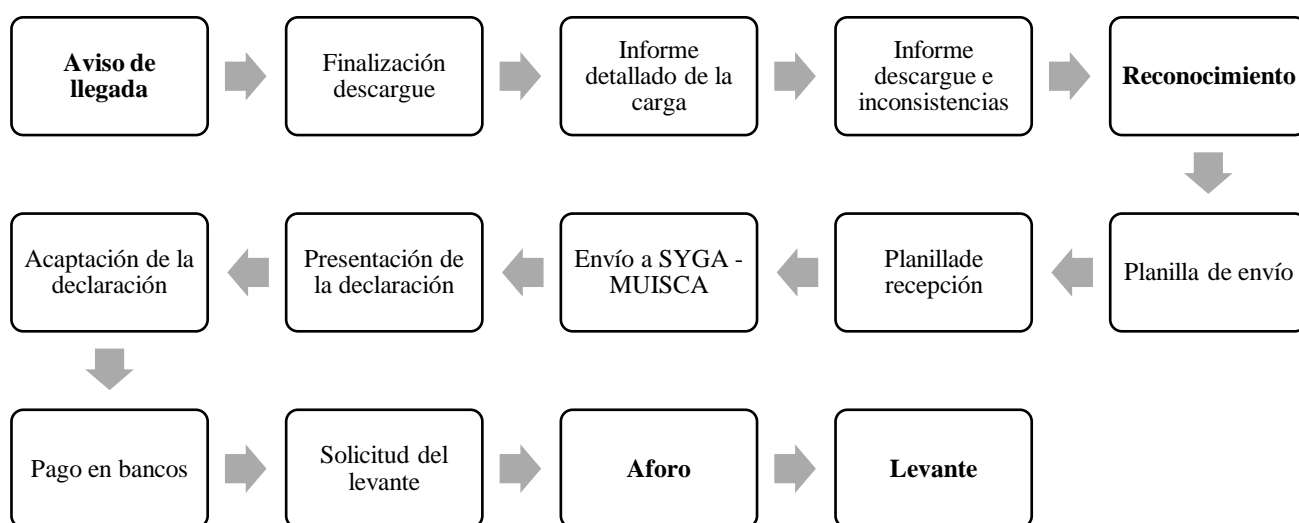 Aviso de
llegada
Finalización
descargue
Informe
detallado de la
carga
Informe
descargue e
inconsistencias
Reconocimiento
Planilla de envío
Planillade
recepción
Envío a SYGA -
MUISCA
Presentación de
la declaración
Acaptación de la
declaración
Pago en bancos
Solicitud del
levante
Aforo
Levante